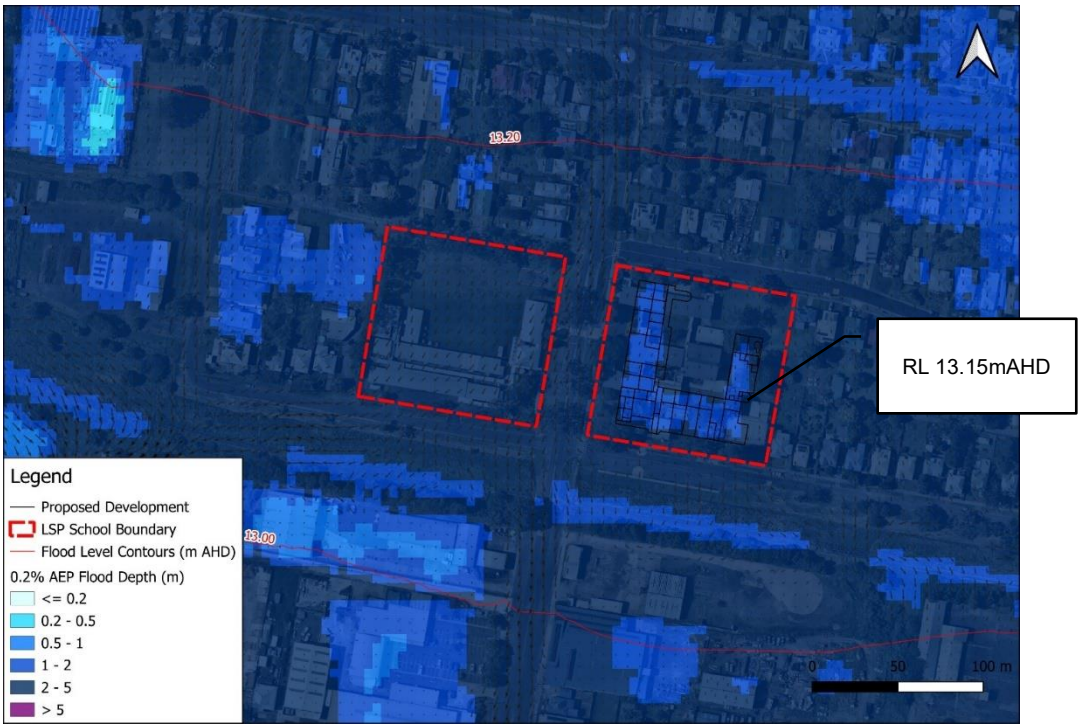 13.20
1
RL 13.15mAHD
13.00
Legend
Proposed Development
LSP School Boundary
Flood Level Contours (m AHD)
0.2% AEP Flood Depth (m)
<= 0.2
0.2 - 0.5
0.5 - 1
1 - 2
2 - 5
> 5
0 50 100 m